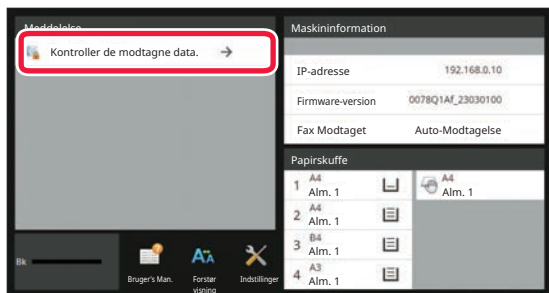 Meddelelse
Kontroller de modtagne data.
Maskininformation
IP-adresse 192.168.0.10
Firmware-version 0078Q1Af_23030100
Fax Modtaget Auto-Modtagelse
Papirskuffe
1 A4
Alm. 1
A4
Alm. 1
2 A4
Alm. 1
3 B4
Alm. 1
4 A3
Alm. 1
Bk
Bruger's Man.
Forstør
visning
Indstillinger